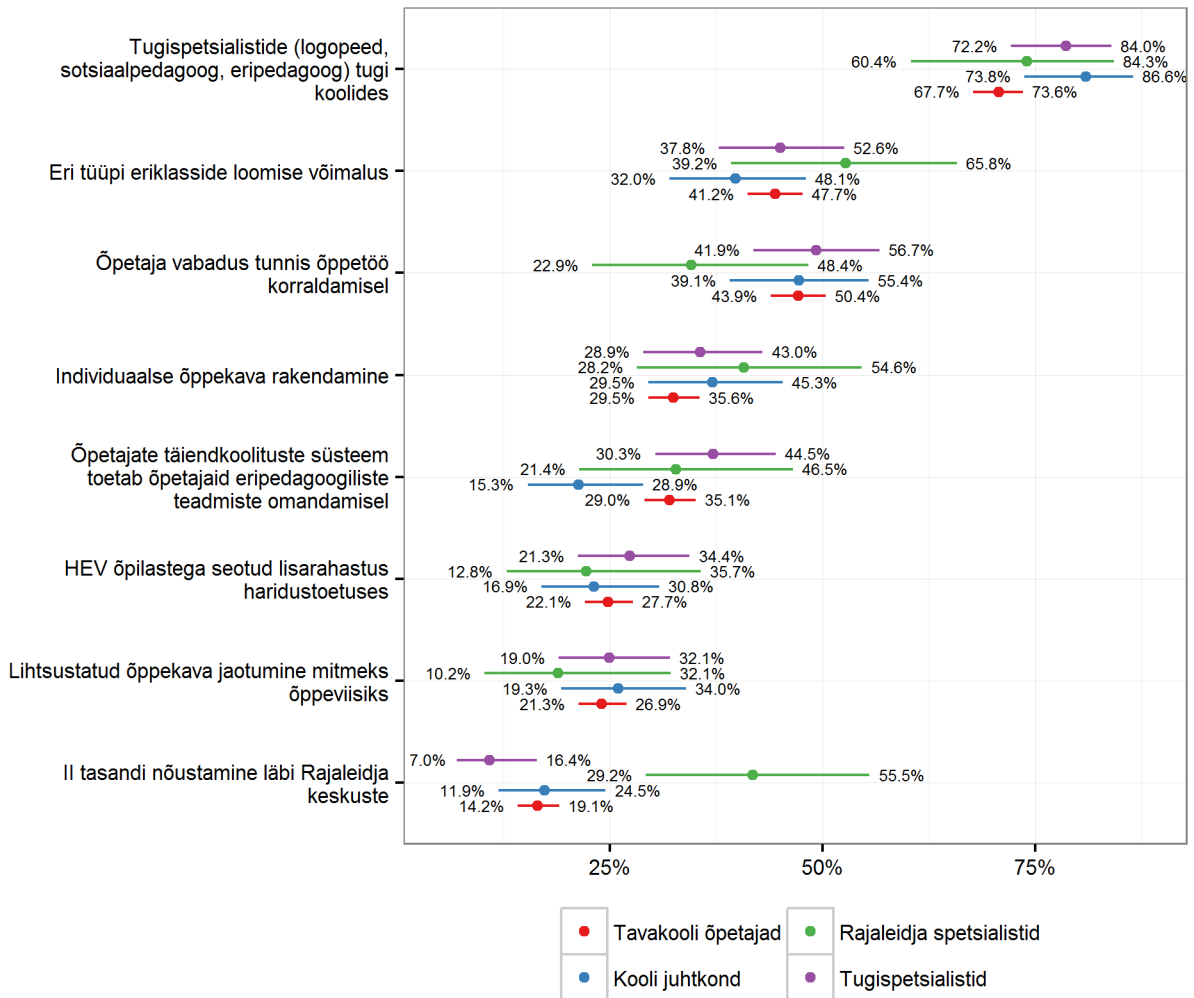 Tugispetsialistide (logopeed,
sotsiaalpedagoog, eripedagoog) tugi
koolides
72.2% 84.0%
60.4% 84.3%
73.8% 86.6%
67.7% 73.6%
Eri tüüpi eriklasside loomise võimalus
37.8% 52.6%
39.2% 65.8%
32.0% 48.1%
41.2% 47.7%
Õpetaja vabadus tunnis õppetöö
korraldamisel
41.9% 56.7%
22.9% 48.4%
39.1% 55.4%
43.9% 50.4%
Individuaalse õppekava rakendamine
28.9% 43.0%
28.2% 54.6%
29.5% 45.3%
29.5% 35.6%
Õpetajate täiendkoolituste süsteem
toetab õpetajaid eripedagoogiliste
teadmiste omandamisel
30.3% 44.5%
21.4% 46.5%
15.3% 28.9%
29.0% 35.1%
HEV õpilastega seotud lisarahastus
haridustoetuses
21.3% 34.4%
12.8% 35.7%
16.9% 30.8%
22.1% 27.7%
Lihtsustatud õppekava jaotumine mitmeks
õppeviisiks
19.0% 32.1%
10.2% 32.1%
19.3% 34.0%
21.3% 26.9%
II tasandi nõustamine läbi Rajaleidja
keskuste
7.0% 16.4%
29.2% 55.5%
11.9% 24.5%
14.2% 19.1%
25% 50% 75%
Tavakooli õpetajad Rajaleidja spetsialistid
Kooli juhtkond Tugispetsialistid